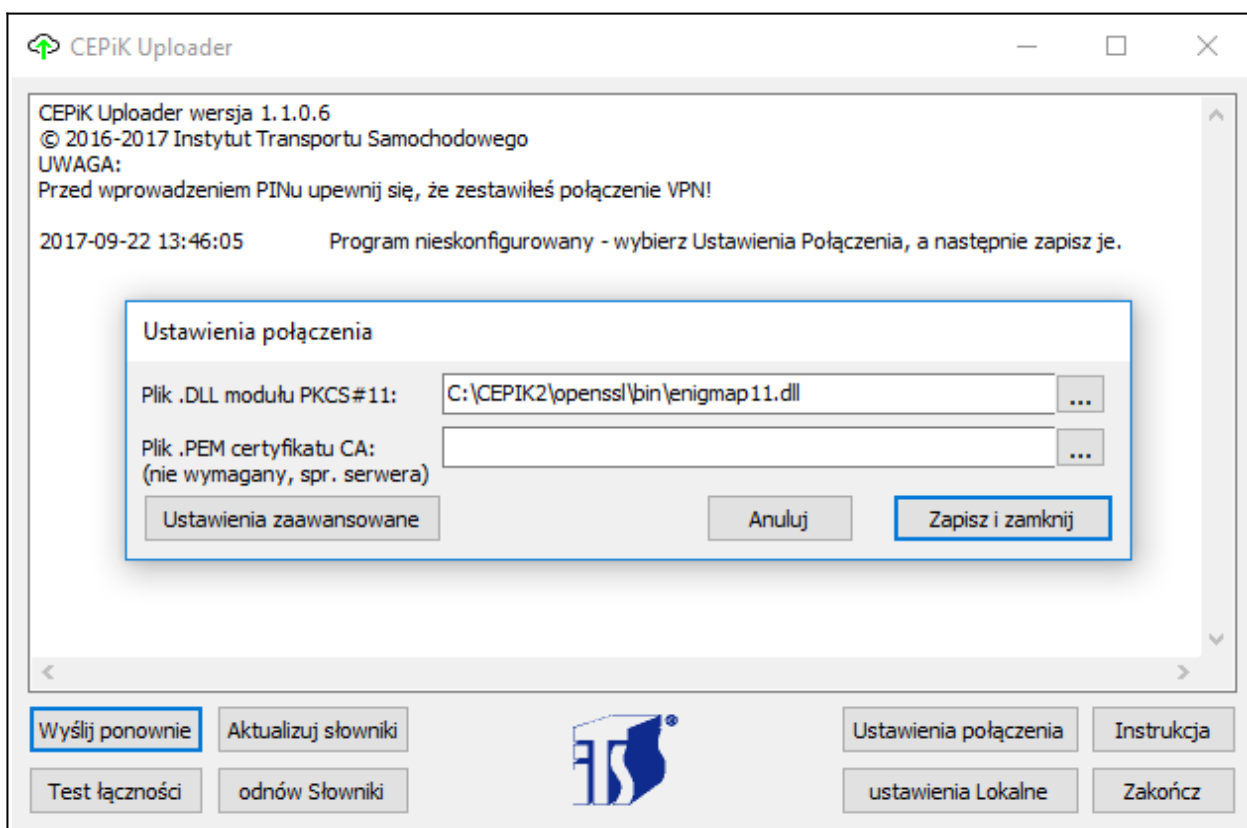 CEPiK Uploader
CEPiK Uploader wersja 1.1.0.6
© 2016-2017 Instytut Transportu Samochodowego
UWAGA:
Przed wprowadzeniem PINu upewnij się, że zestawiłeś połączenie VPN!
2017-09-22 13:46:05 Program nieskonfigurowany - wybierz Ustawienia Połączenia, a następnie zapisz je.
Ustawienia połączenia
Plik .DLL modułu PKCS#11: C:\CEPIK2\openssl\bin\enigmap11.dll ...
Plik .PEM certyfikatu CA: ...
(nie wymagany, spr. serwera)
Ustawienia zaawansowane Anuluj Zapisz i zamknij
Wyślij ponownie Aktualizuj słowniki ITS® Ustawienia połączenia Instrukcja
Test łączności odnów Słowniki ustawienia Lokalne Zakończ